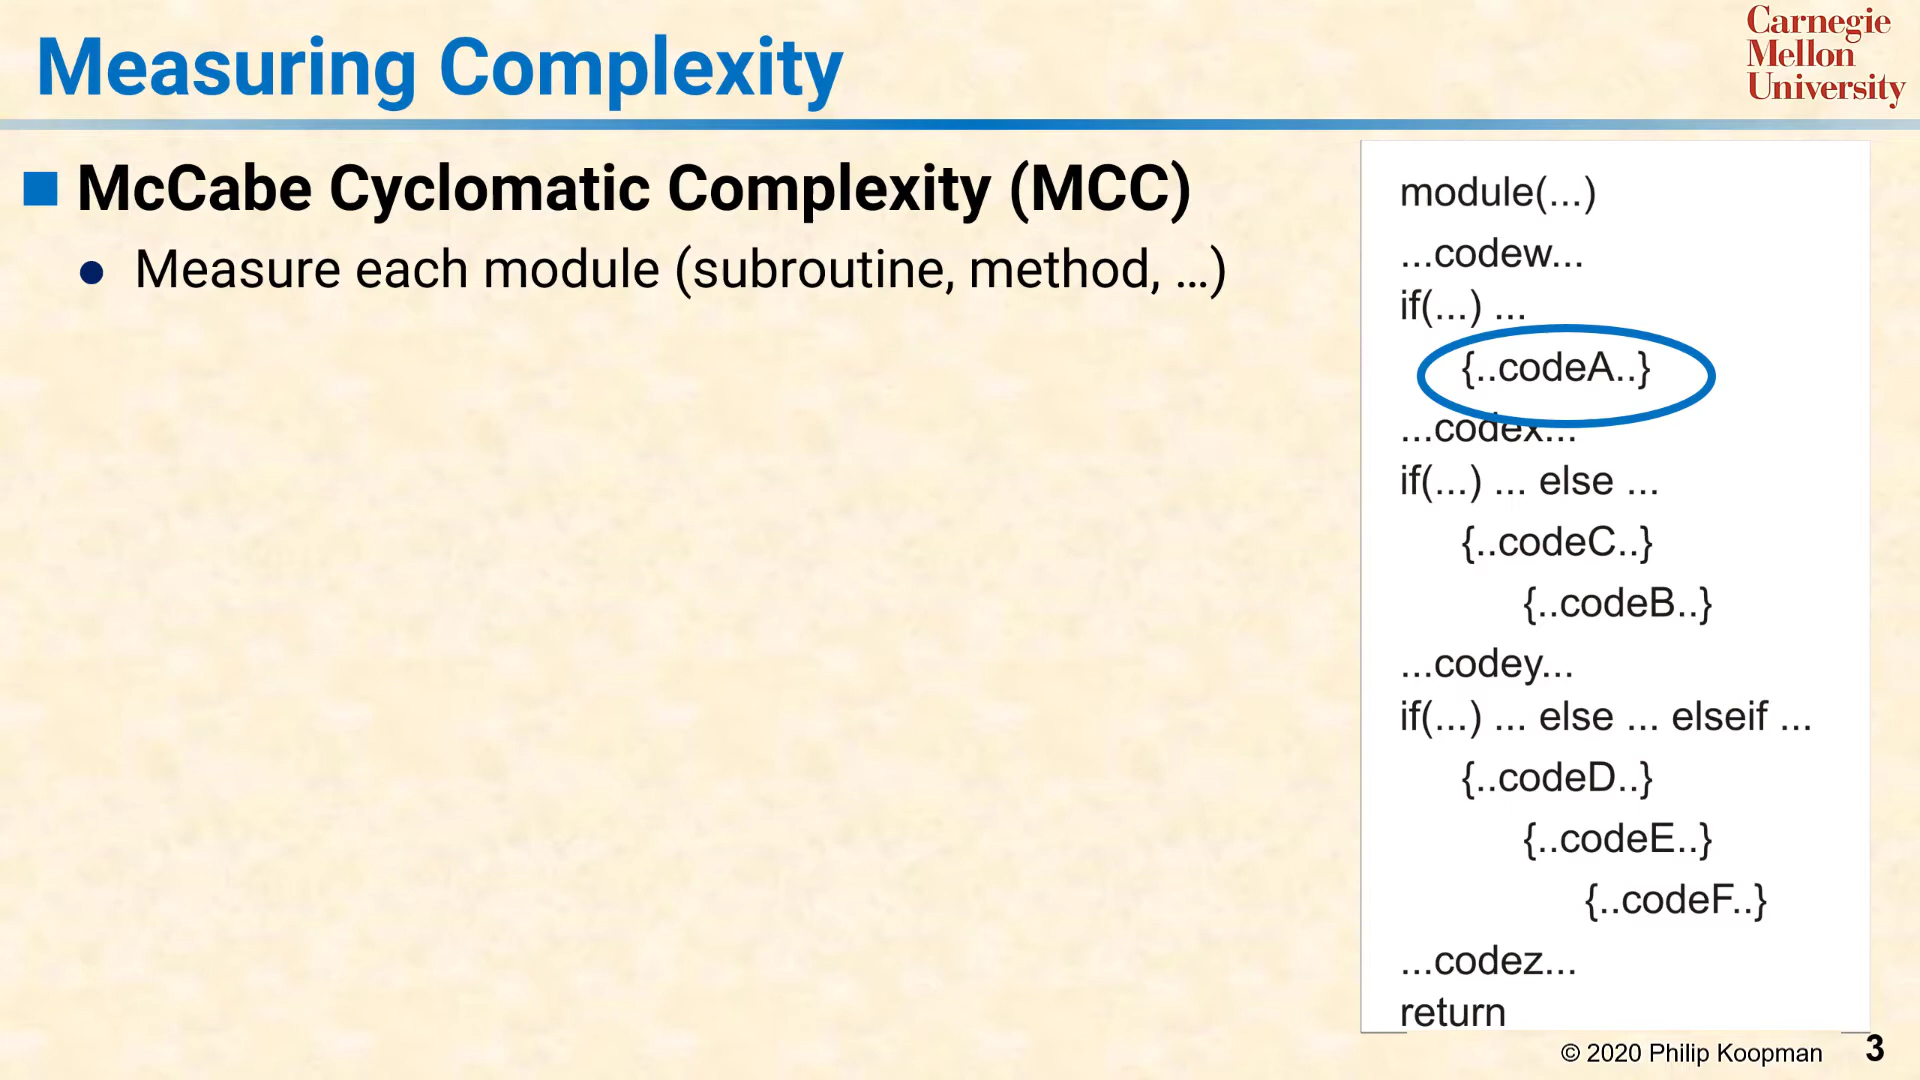 Measuring Complexity
Carnegie
Mellon
University
McCabe Cyclomatic Complexity (MCC)
● Measure each module (subroutine, method, …)
module(...)
...codew...
if(...) ...
{..codeA..}
...codex...
if(...) ... else ...
{..codeC..}
{..codeB..}
...codey...
if(...) ... else ... elseif ...
{..codeD..}
{..codeE..}
{..codeF..}
...codez...
return
© 2020 Philip Koopman 3